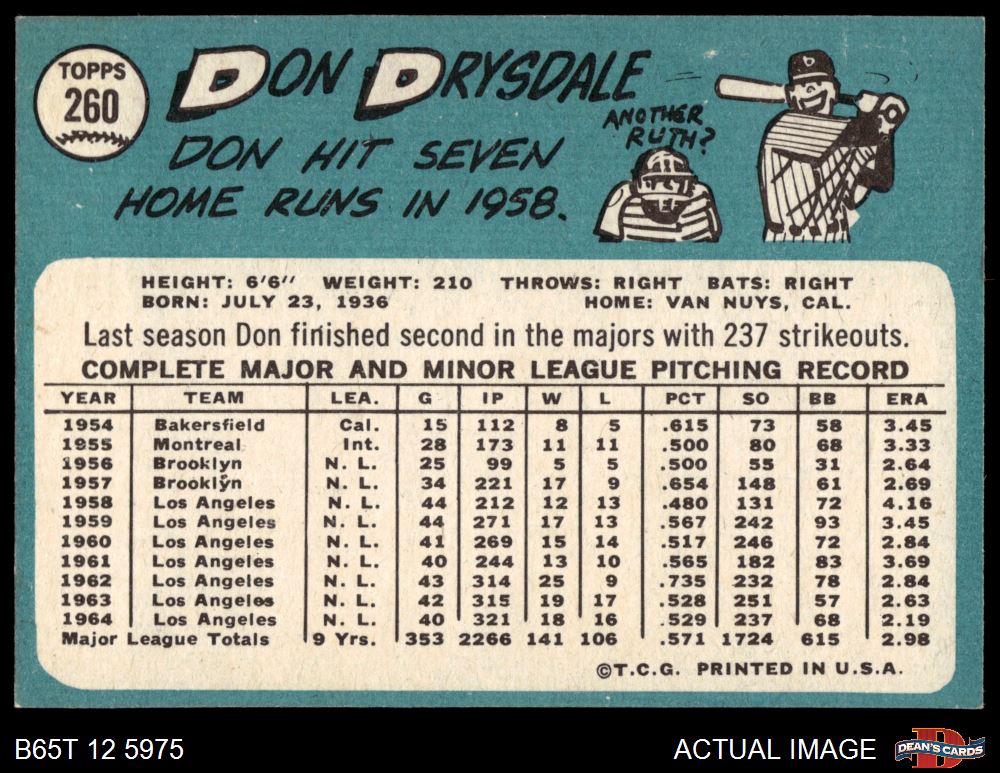 TOPPS
260
DON DRYSDALE
DON HIT SEVEN
HOME RUNS IN 1958.
ANOTHER
RUTH?
HEIGHT: 6'6" WEIGHT: 210 THROWS: RIGHT BATS: RIGHT
BORN: JULY 23, 1936 HOME: VAN NUYS, CAL.
Last season Don finished second in the majors with 237 strikeouts.
COMPLETE MAJOR AND MINOR LEAGUE PITCHING RECORD
YEAR TEAM LEA. G IP W L PCT SO BB ERA
1954 Bakersfield Cal. 15 112 8 5 .615 73 58 3.45
1955 Montreal Int. 28 173 11 11 .500 80 68 3.33
1956 Brooklyn N. L. 25 99 5 5 .500 55 31 2.64
1957 Brooklyn N. L. 34 221 17 9 .654 148 61 2.69
1958 Los Angeles N. L. 44 212 12 13 .480 131 72 4.16
1959 Los Angeles N. L. 44 271 17 13 .567 242 93 3.45
1960 Los Angeles N. L. 41 269 15 14 .517 246 72 2.84
1961 Los Angeles N. L. 40 244 13 10 .565 182 83 3.69
1962 Los Angeles N. L. 43 314 25 9 .735 232 78 2.84
1963 Los Angeles N. L. 42 315 19 17 .528 251 57 2.63
1964 Los Angeles N. L. 40 321 18 16 .529 237 68 2.19
Major League Totals 9 Yrs. 353 2266 141 106 .571 1724 615 2.98
©T.C.G. PRINTED IN U.S.A.
B65T 12 5975 ACTUAL IMAGE DEAN'S CARDS